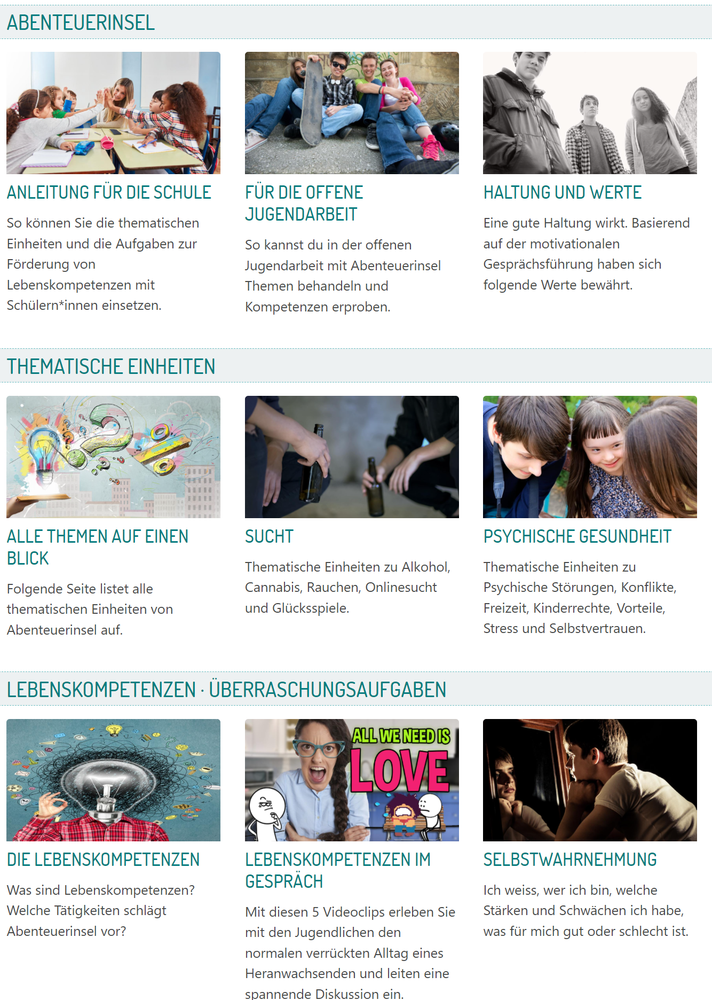 ABENTEUERINSEL
ANLEITUNG FÜR DIE SCHULE
So können Sie die thematischen
Einheiten und die Aufgaben zur
Förderung von
Lebenskompetenzen mit
Schülern*innen einsetzen.
FÜR DIE OFFENE
JUGENDARBEIT
So kannst du in der offenen
Jugendarbeit mit Abenteuerinsel
Themen behandeln und
Kompetenzen erproben.
HALTUNG UND WERTE
Eine gute Haltung wirkt. Basierend
auf der motivationalen
Gesprächsführung haben sich
folgende Werte bewährt.
THEMATISCHE EINHEITEN
ALLE THEMEN AUF EINEN
BLICK
Folgende Seite listet alle
thematischen Einheiten von
Abenteuerinsel auf.
SUCHT
Thematische Einheiten zu Alkohol,
Cannabis, Rauchen, Onlinesucht
und Glücksspiele.
PSYCHISCHE GESUNDHEIT
Thematische Einheiten zu
Psychische Störungen, Konflikte,
Freizeit, Kinderrechte, Vorteile,
Stress und Selbstvertrauen.
LEBENSKOMPETENZEN · ÜBERRASCHUNGSAUFGABEN
DIE LEBENSKOMPETENZEN
Was sind Lebenskompetenzen?
Welche Tätigkeiten schlägt
Abenteuerinsel vor?
ALL WE NEED IS
LOVE
LEBENSKOMPETENZEN IM
GESPRÄCH
Mit diesen 5 Videoclips erleben Sie
mit den Jugendlichen den
normalen verrückten Alltag eines
Heranwachsenden und leiten eine
spannende Diskussion ein.
SELBSTWAHRNEHMUNG
Ich weiss, wer ich bin, welche
Stärken und Schwächen ich habe,
was für mich gut oder schlecht ist.